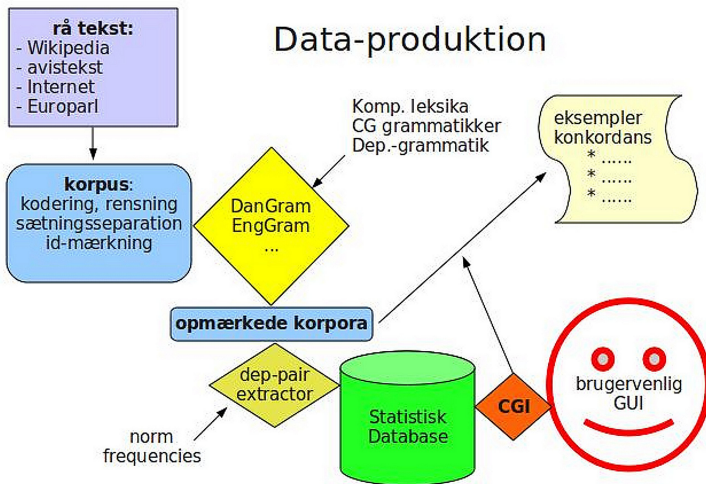 Data-produktion
rå tekst:
- Wikipedia
- avistekst
- Internet
- Europarl
Komp. leksika
CG grammatikker
Dep.-grammatik
eksempler
konkordans
* ......
* ......
* ......
korpus:
kodering, rensning
sætningsseparation
id-mærkning
DanGram
EngGram
...
opmærkede korpora
dep-pair
extractor
norm
frequencies
Statistisk
Database
CGI
brugervenlig
GUI